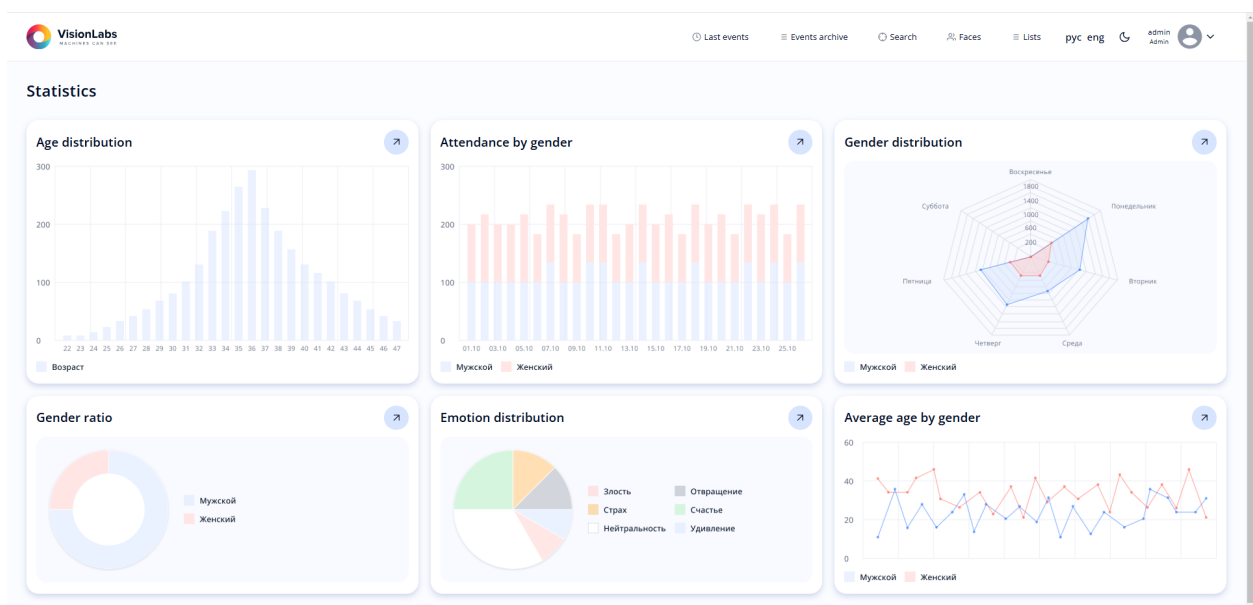 VisionLabs
MACHINES CAN SEE
Last events
Events archive
Search
Faces
Lists
рус eng
admin
Admin
Statistics
Age distribution
300
200
100
0
22 23 24 25 26 27 28 29 30 31 32 33 34 35 36 37 38 39 40 41 42 43 44 45 46 47
Возраст
Attendance by gender
300
200
100
0
01.10 03.10 05.10 07.10 09.10 11.10 13.10 15.10 17.10 19.10 21.10 23.10 25.10
Мужской Женский
Gender distribution
Воскресенье
1800
1400
1000
600
200
Суббота
Понедельник
Пятница
Вторник
Четверг
Среда
Мужской Женский
Gender ratio
Мужской
Женский
Emotion distribution
Злость Отвращение
Страх Счастье
Нейтральность Удивление
Average age by gender
60
40
20
0
Мужской Женский